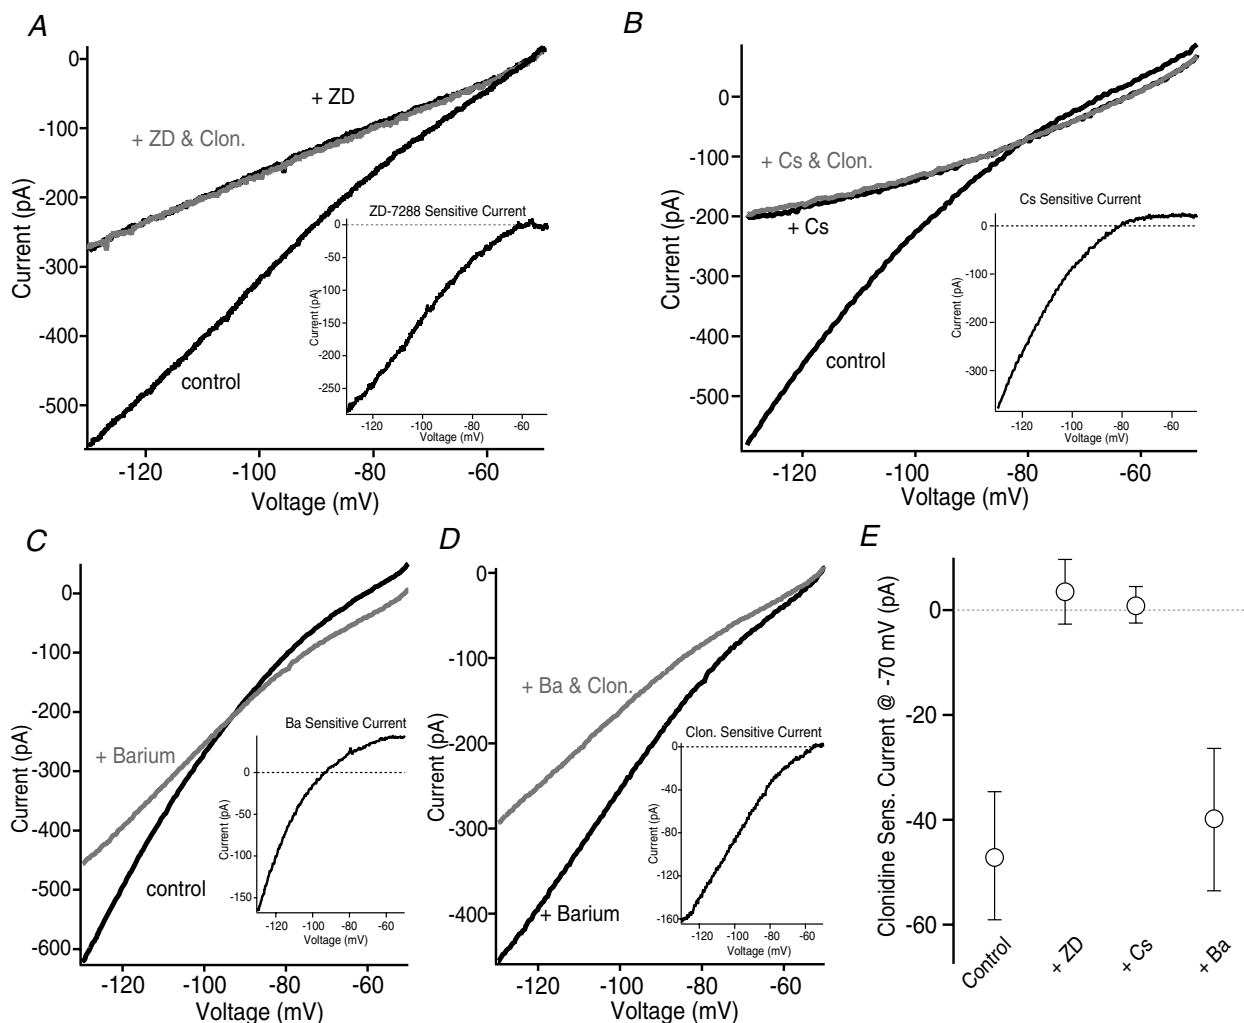 A
0
-100
-200
-300
-400
-500
Current (pA)
+ ZD
+ ZD & Clon.
control
-120
-100
-80
-60
Voltage (mV)
ZD-7288 Sensitive Current
0
-50
-100
-150
-200
-250
Current (pA)
-120
-100
-80
-60
Voltage (mV)
B
0
-100
-200
-300
-400
-500
Current (pA)
+ Cs & Clon.
+ Cs
control
-120
-100
-80
-60
Voltage (mV)
Cs Sensitive Current
0
-100
-200
-300
Current (pA)
-120
-100
-80
-60
Voltage (mV)
C
0
-100
-200
-300
-400
-500
-600
Current (pA)
+ Barium
control
-120
-100
-80
-60
Voltage (mV)
Ba Sensitive Current
0
-50
-100
-150
Current (pA)
-120
-100
-80
-60
Voltage (mV)
D
0
-100
-200
-300
-400
Current (pA)
+ Ba & Clon.
+ Barium
-120
-100
-80
-60
Voltage (mV)
Clon. Sensitive Current
0
-40
-80
-120
-160
Current (pA)
-120
-100
-80
-60
Voltage (mV)
E
0
-20
-40
-60
Clonidine Sens. Current @ -70 mV (pA)
Control
+ ZD
+ Cs
+ Ba